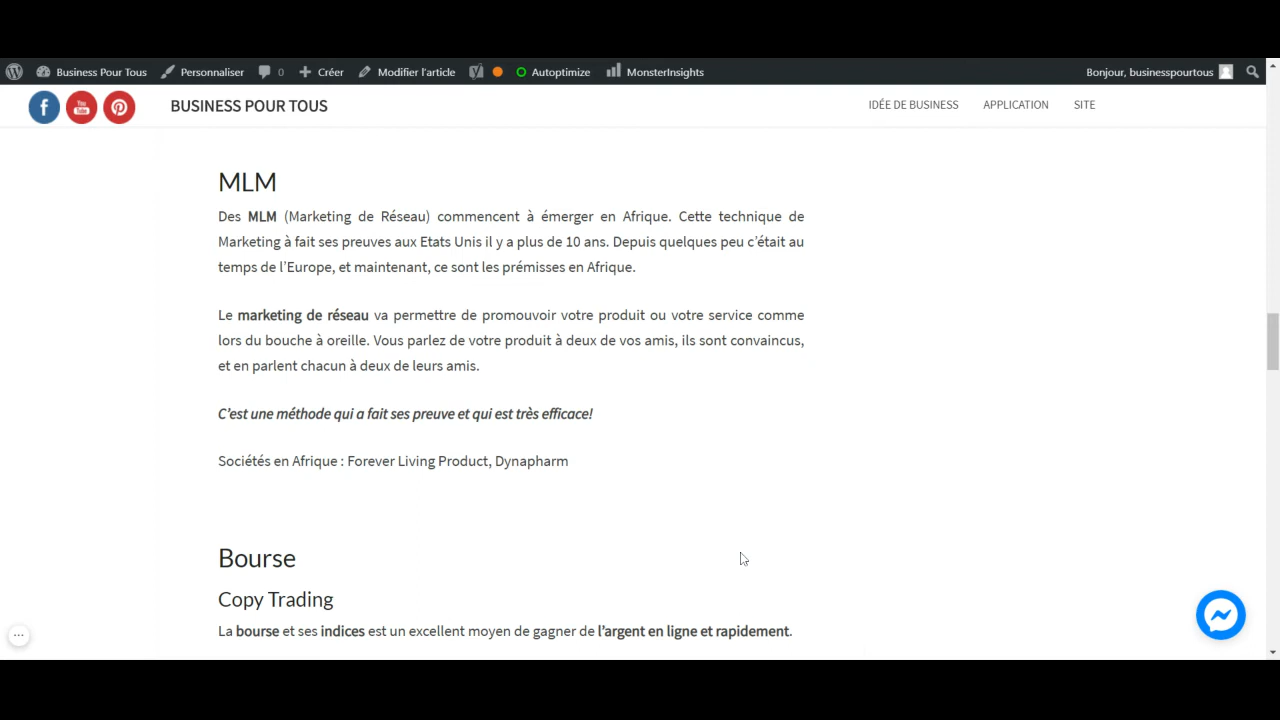 Business Pour Tous Personnaliser 0 Créer Modifier l'article Autoptimize MonsterInsights Bonjour, businesspourtous
f You Tube BUSINESS POUR TOUS IDÉE DE BUSINESS APPLICATION SITE
MLM
Des MLM (Marketing de Réseau) commencent à émerger en Afrique. Cette technique de
Marketing à fait ses preuves aux Etats Unis il y a plus de 10 ans. Depuis quelques peu c'était au
temps de l'Europe, et maintenant, ce sont les prémisses en Afrique.
Le marketing de réseau va permettre de promouvoir votre produit ou votre service comme
lors du bouche à oreille. Vous parlez de votre produit à deux de vos amis, ils sont convaincus,
et en parlent chacun à deux de leurs amis.
C'est une méthode qui a fait ses preuve et qui est très efficace!
Sociétés en Afrique : Forever Living Product, Dynapharm
Bourse
Copy Trading
La bourse et ses indices est un excellent moyen de gagner de l'argent en ligne et rapidement.